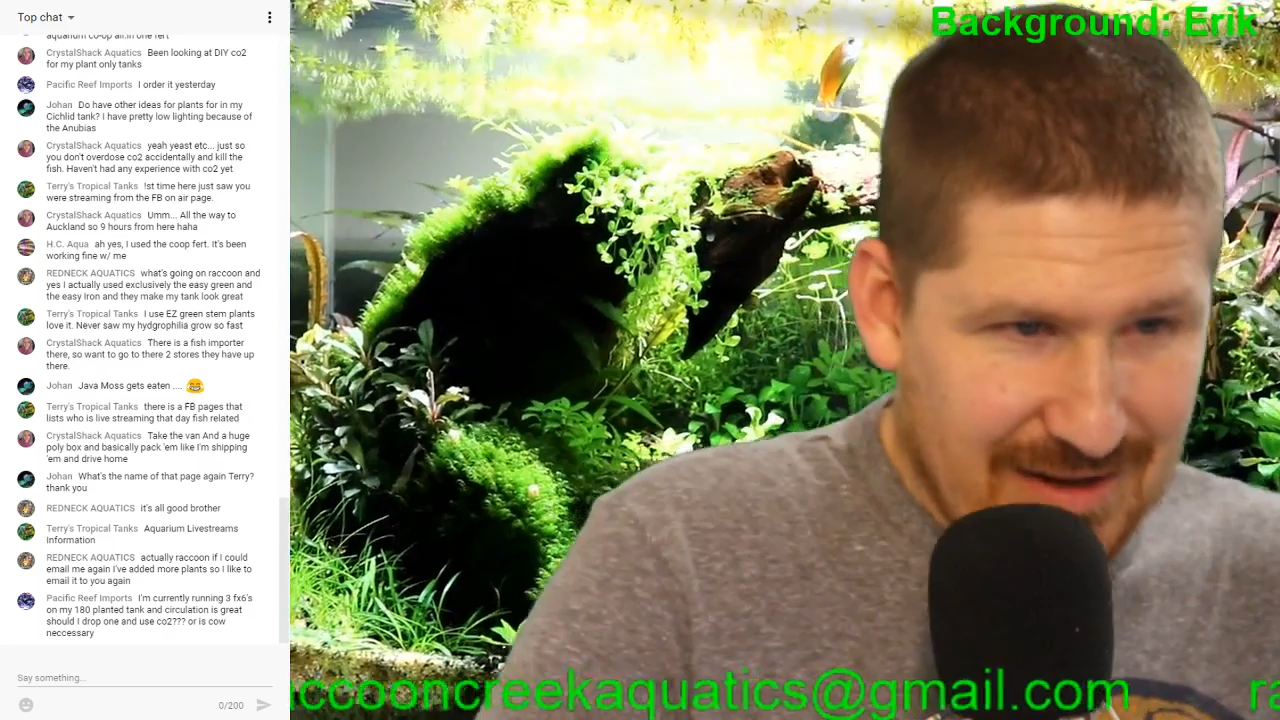 Top chat
aquarium co-op all.in one fert
CrystalShack Aquatics Been looking at DIY co2
for my plant only tanks
Pacific Reef Imports I order it yesterday
Johan Do have other ideas for plants for in my
Cichlid tank? I have pretty low lighting because of
the Anubias
CrystalShack Aquatics yeah yeast etc... just so
you don't overdose co2 accidentally and kill the
fish. Haven't had any experience with co2 yet
Terry's Tropical Tanks !st time here just saw you
were streaming from the FB on air page.
CrystalShack Aquatics Umm... All the way to
Auckland so 9 hours from here haha
H.C. Aqua ah yes, I used the coop fert. It's been
working fine w/ me
REDNECK AQUATICS what's going on raccoon and
yes I actually used exclusively the easy green and
the easy Iron and they make my tank look great
Terry's Tropical Tanks I use EZ green stem plants
love it. Never saw my hydgrophilia grow so fast
CrystalShack Aquatics There is a fish importer
there, so want to go to there 2 stores they have up
there.
Johan Java Moss gets eaten .... 😂
Terry's Tropical Tanks there is a FB pages that
lists who is live streaming that day fish related
CrystalShack Aquatics Take the van And a huge
poly box and basically pack 'em like I'm shipping
'em and drive home
Johan What's the name of that page again Terry?
thank you
REDNECK AQUATICS it's all good brother
Terry's Tropical Tanks Aquarium Livestreams
Information
REDNECK AQUATICS actually raccoon if I could
email me again I've added more plants so I like to
email it to you again
Pacific Reef Imports I'm currently running 3 fx6's
on my 180 planted tank and circulation is great
should I drop one and use co2??? or is cow
neccessary
Say something...
0/200
Background: Erik
accooncreekaquatics@gmail.com ra